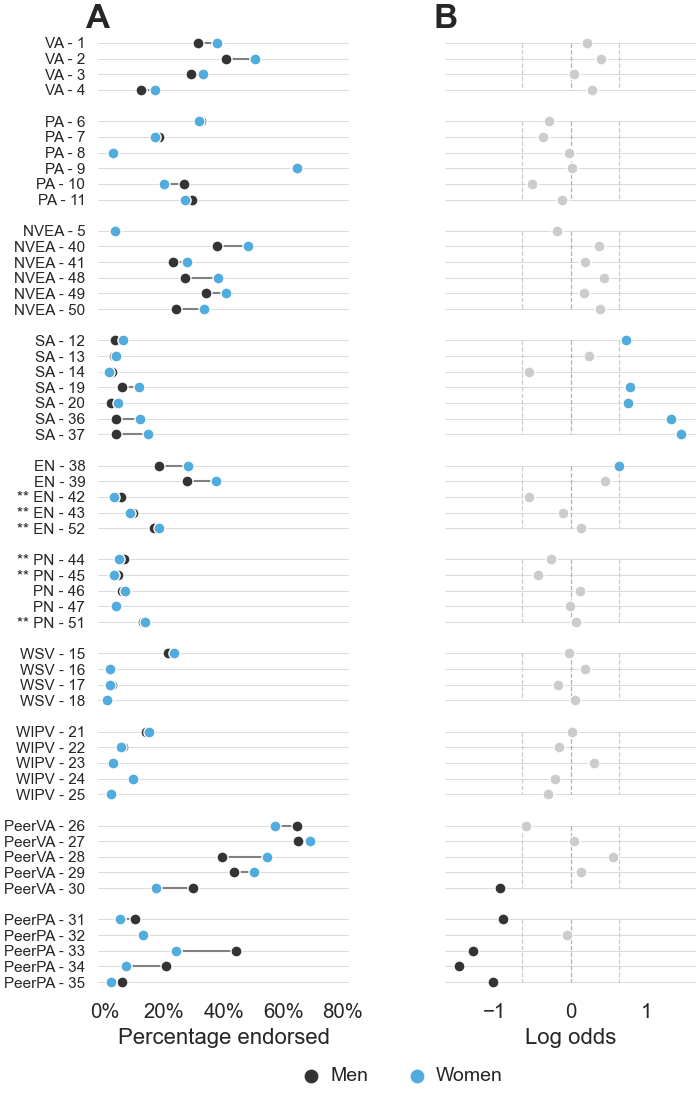 A B
VA - 1
VA - 2
VA - 3
VA - 4
PA - 6
PA - 7
PA - 8
PA - 9
PA - 10
PA - 11
NVEA - 5
NVEA - 40
NVEA - 41
NVEA - 48
NVEA - 49
NVEA - 50
SA - 12
SA - 13
SA - 14
SA - 19
SA - 20
SA - 36
SA - 37
EN - 38
EN - 39
** EN - 42
** EN - 43
** EN - 52
** PN - 44
** PN - 45
PN - 46
PN - 47
** PN - 51
WSV - 15
WSV - 16
WSV - 17
WSV - 18
WIPV - 21
WIPV - 22
WIPV - 23
WIPV - 24
WIPV - 25
PeerVA - 26
PeerVA - 27
PeerVA - 28
PeerVA - 29
PeerVA - 30
PeerPA - 31
PeerPA - 32
PeerPA - 33
PeerPA - 34
PeerPA - 35
0% 20% 40% 60% 80% −1 0 1
Percentage endorsed Log odds
Men Women